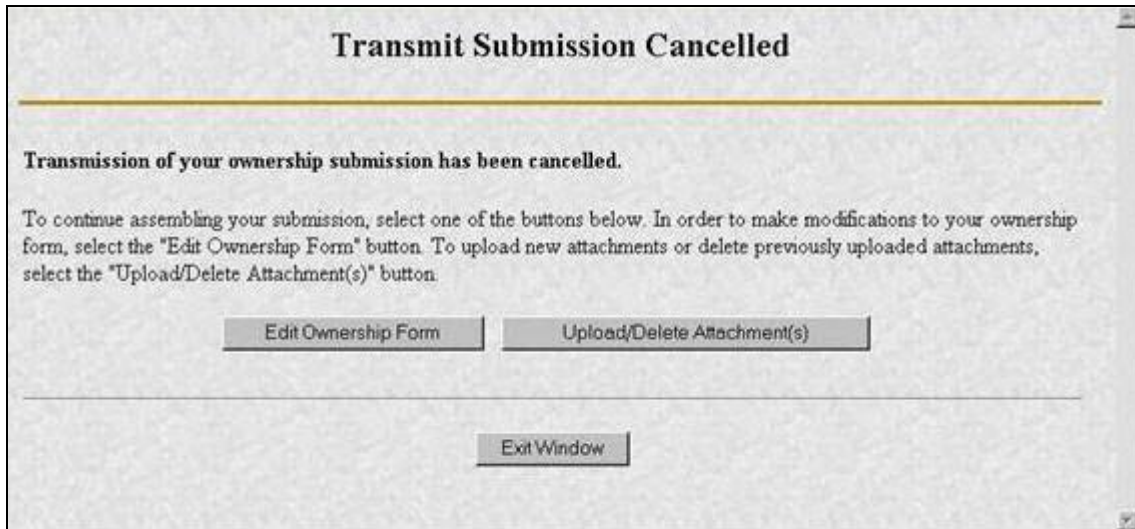 Transmit Submission Cancelled
Transmission of your ownership submission has been cancelled.
To continue assembling your submission, select one of the buttons below. In order to make modifications to your ownership
form, select the "Edit Ownership Form" button. To upload new attachments or delete previously uploaded attachments,
select the "Upload/Delete Attachment(s)" button.
Edit Ownership Form Upload/Delete Attachment(s)
Exit Window